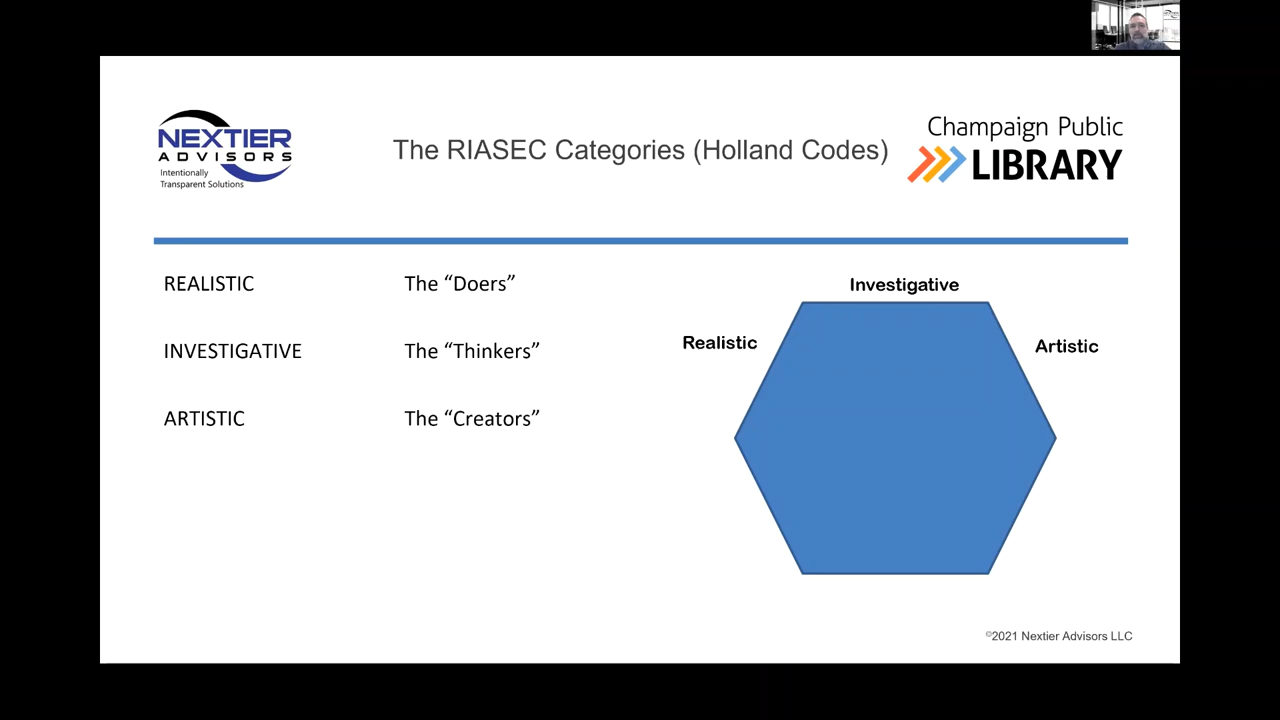 NEXTIER
ADVISORS
Intentionally
Transparent Solutions
The RIASEC Categories (Holland Codes)
Champaign Public
LIBRARY
REALISTIC The “Doers”
INVESTIGATIVE The “Thinkers”
ARTISTIC The “Creators”
Investigative
Realistic
Artistic
©2021 Nextier Advisors LLC